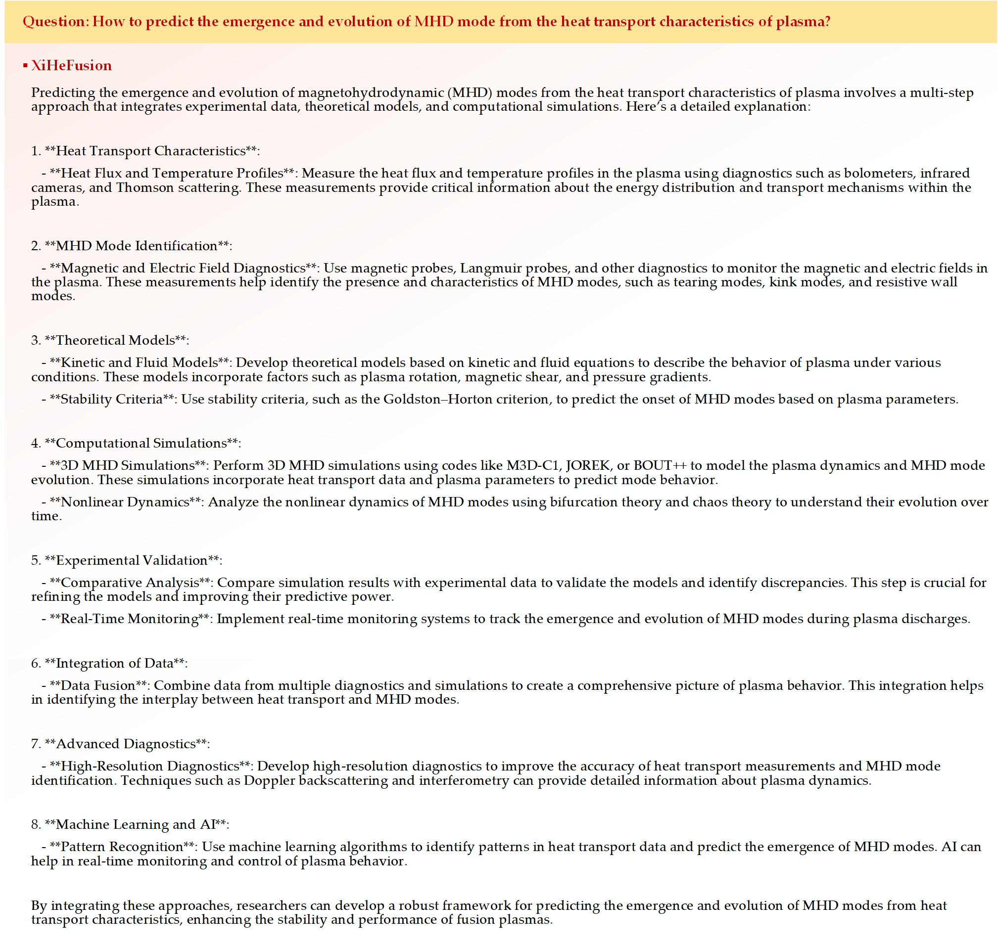 Question: How to predict the emergence and evolution of MHD mode from the heat transport characteristics of plasma?
▪ XiHeFusion
Predicting the emergence and evolution of magnetohydrodynamic (MHD) modes from the heat transport characteristics of plasma involves a multi-step
approach that integrates experimental data, theoretical models, and computational simulations. Here's a detailed explanation:
1. **Heat Transport Characteristics**:
- **Heat Flux and Temperature Profiles**: Measure the heat flux and temperature profiles in the plasma using diagnostics such as bolometers, infrared
cameras, and Thomson scattering. These measurements provide critical information about the energy distribution and transport mechanisms within the
plasma.
2. **MHD Mode Identification**:
- **Magnetic and Electric Field Diagnostics**: Use magnetic probes, Langmuir probes, and other diagnostics to monitor the magnetic and electric fields in
the plasma. These measurements help identify the presence and characteristics of MHD modes, such as tearing modes, kink modes, and resistive wall
modes.
3. **Theoretical Models**:
- **Kinetic and Fluid Models**: Develop theoretical models based on kinetic and fluid equations to describe the behavior of plasma under various
conditions. These models incorporate factors such as plasma rotation, magnetic shear, and pressure gradients.
- **Stability Criteria**: Use stability criteria, such as the Goldston–Horton criterion, to predict the onset of MHD modes based on plasma parameters.
4. **Computational Simulations**:
- **3D MHD Simulations**: Perform 3D MHD simulations using codes like M3D-C1, JOREK, or BOUT++ to model the plasma dynamics and MHD mode
evolution. These simulations incorporate heat transport data and plasma parameters to predict mode behavior.
- **Nonlinear Dynamics**: Analyze the nonlinear dynamics of MHD modes using bifurcation theory and chaos theory to understand their evolution over
time.
5. **Experimental Validation**:
- **Comparative Analysis**: Compare simulation results with experimental data to validate the models and identify discrepancies. This step is crucial for
refining the models and improving their predictive power.
- **Real-Time Monitoring**: Implement real-time monitoring systems to track the emergence and evolution of MHD modes during plasma discharges.
6. **Integration of Data**:
- **Data Fusion**: Combine data from multiple diagnostics and simulations to create a comprehensive picture of plasma behavior. This integration helps
in identifying the interplay between heat transport and MHD modes.
7. **Advanced Diagnostics**:
- **High-Resolution Diagnostics**: Develop high-resolution diagnostics to improve the accuracy of heat transport measurements and MHD mode
identification. Techniques such as Doppler backscattering and interferometry can provide detailed information about plasma dynamics.
8. **Machine Learning and AI**:
- **Pattern Recognition**: Use machine learning algorithms to identify patterns in heat transport data and predict the emergence of MHD modes. AI can
help in real-time monitoring and control of plasma behavior.
By integrating these approaches, researchers can develop a robust framework for predicting the emergence and evolution of MHD modes from heat
transport characteristics, enhancing the stability and performance of fusion plasmas.